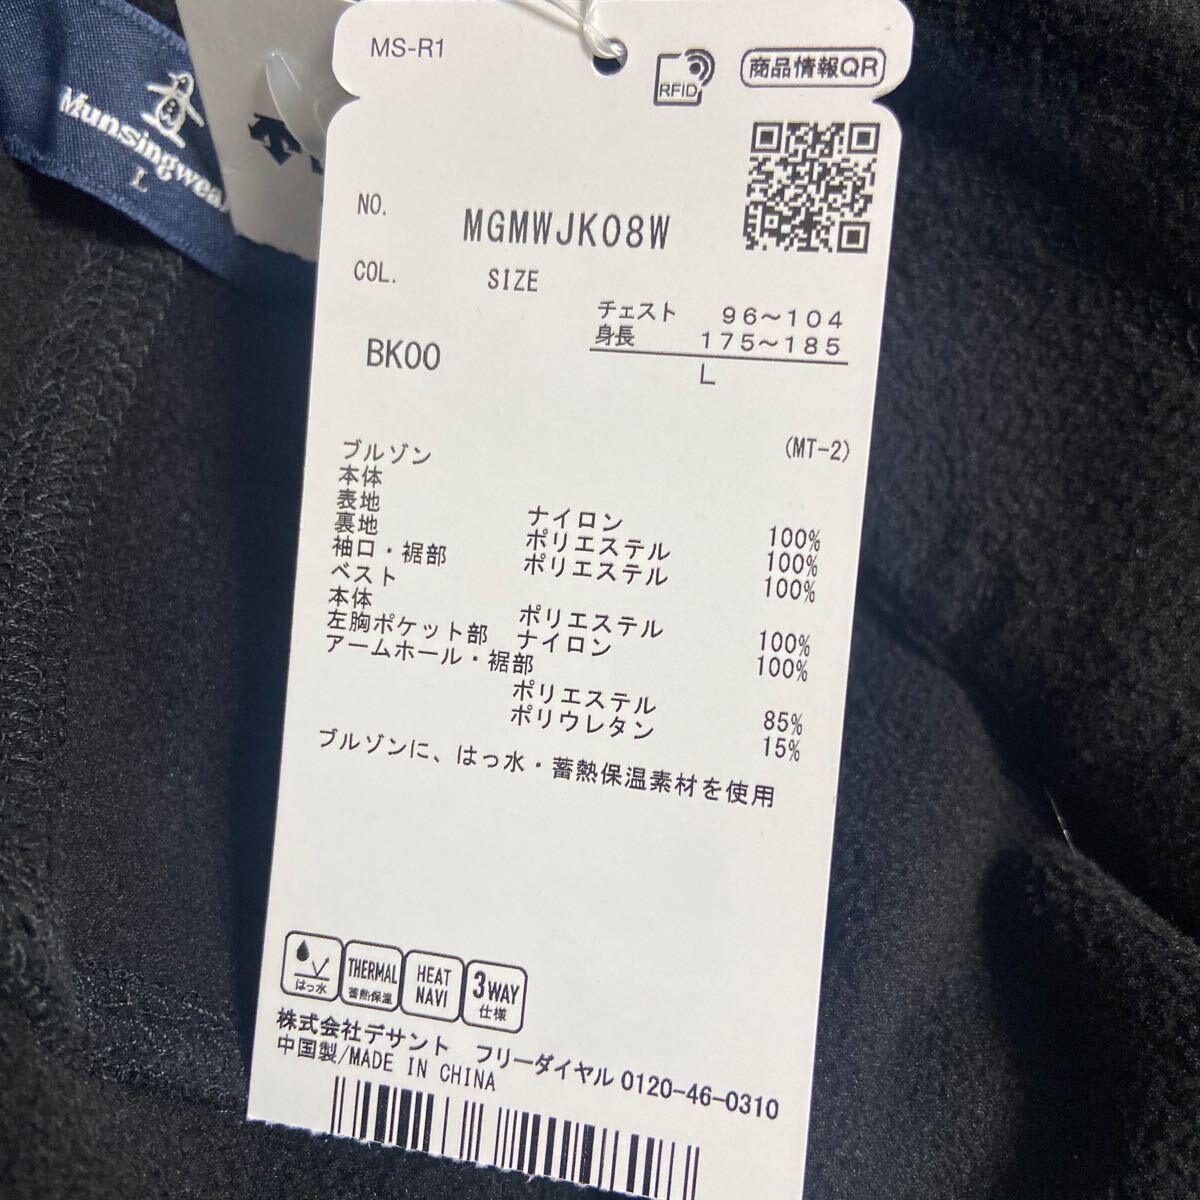 MS-R1
RFID
商品情報QR
Munsingwear
L
NO.
MGMWJK08W
COL.
SIZE
チェスト 96～104
身長 175～185
BK00
L
(MT-2)
ブルゾン
本体
表地 ナイロン 100%
裏地 ポリエステル 100%
袖口・裾部 ポリエステル 100%
ベスト
本体 ポリエステル 100%
左胸ポケット部 ナイロン 100%
アームホール・裾部
ポリエステル 85%
ポリウレタン 15%
ブルゾンに、はっ水・蓄熱保温素材を使用
はっ水
THERMAL
蓄熱保温
HEAT
NAVI
3WAY
仕様
株式会社デサント フリーダイヤル 0120-46-0310
中国製/MADE IN CHINA